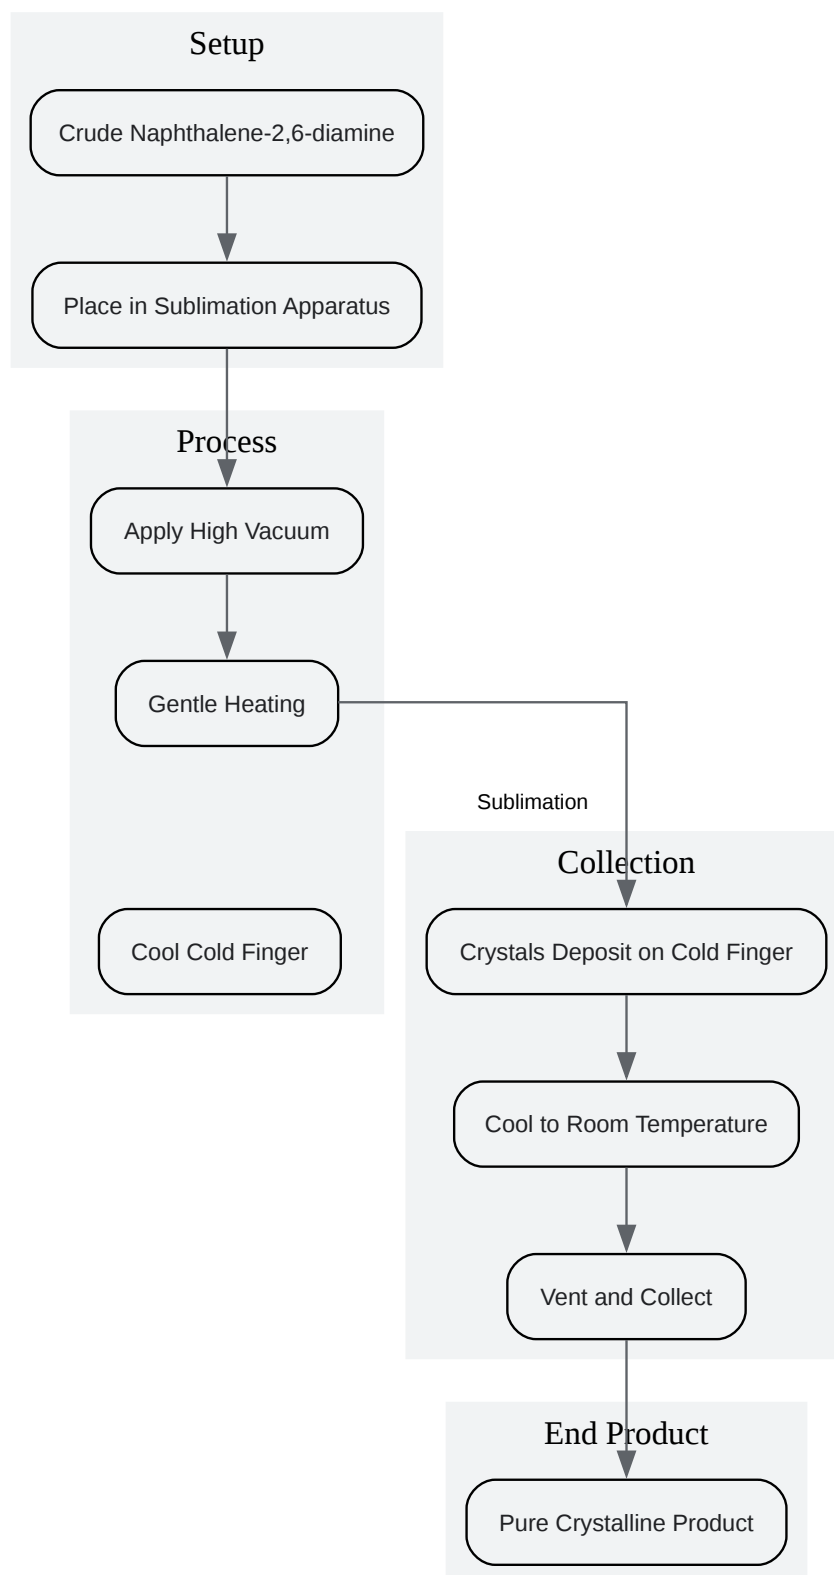 Setup
Crude Naphthalene-2,6-diamine
Place in Sublimation Apparatus
Process
Apply High Vacuum
Gentle Heating
Sublimation
Collection
Cool Cold Finger
Crystals Deposit on Cold Finger
Cool to Room Temperature
Vent and Collect
End Product
Pure Crystalline Product